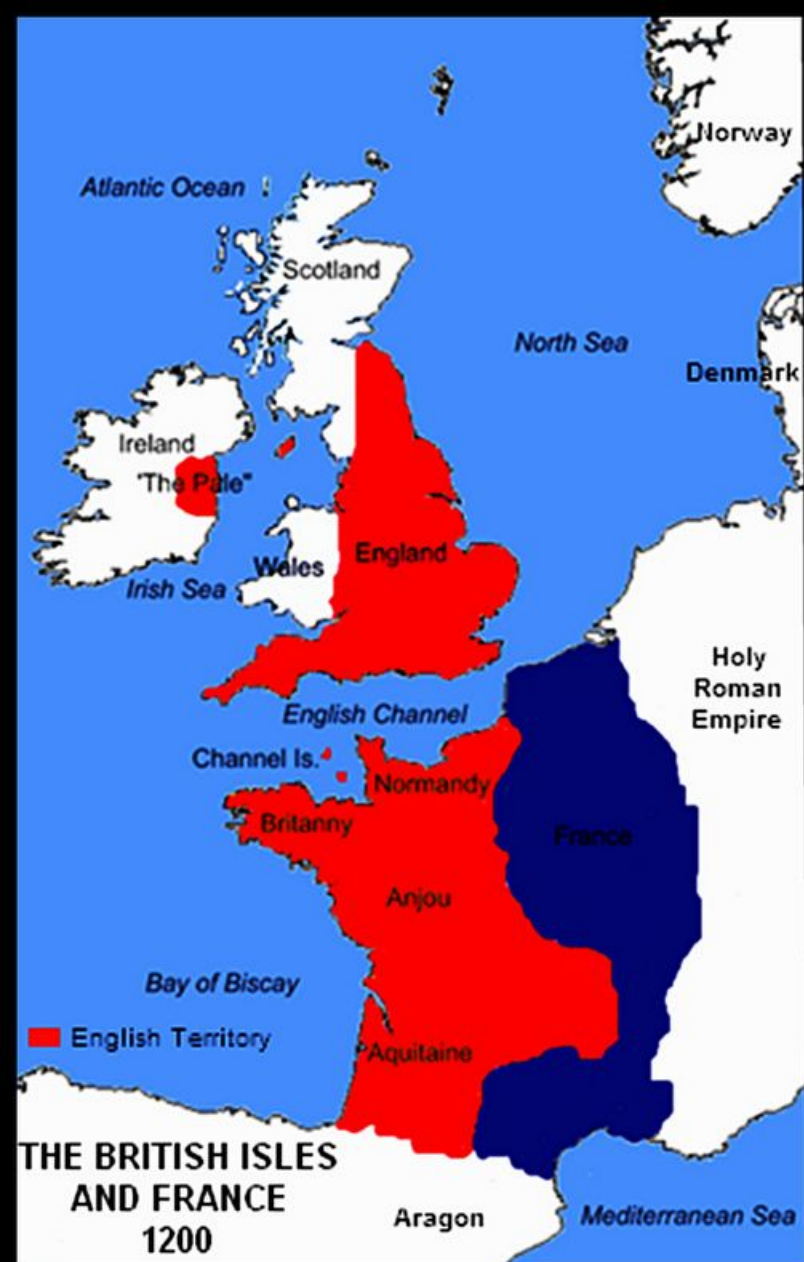 Norway
Atlantic Ocean
Scotland
North Sea
Denmark
Ireland
"The Pale"
England
Wales
Irish Sea
Holy
Roman
Empire
English Channel
Channel Is.
Normandy
Britanny
France
Anjou
Bay of Biscay
English Territory
Aquitaine
THE BRITISH ISLES
AND FRANCE
1200
Aragon
Mediterranean Sea